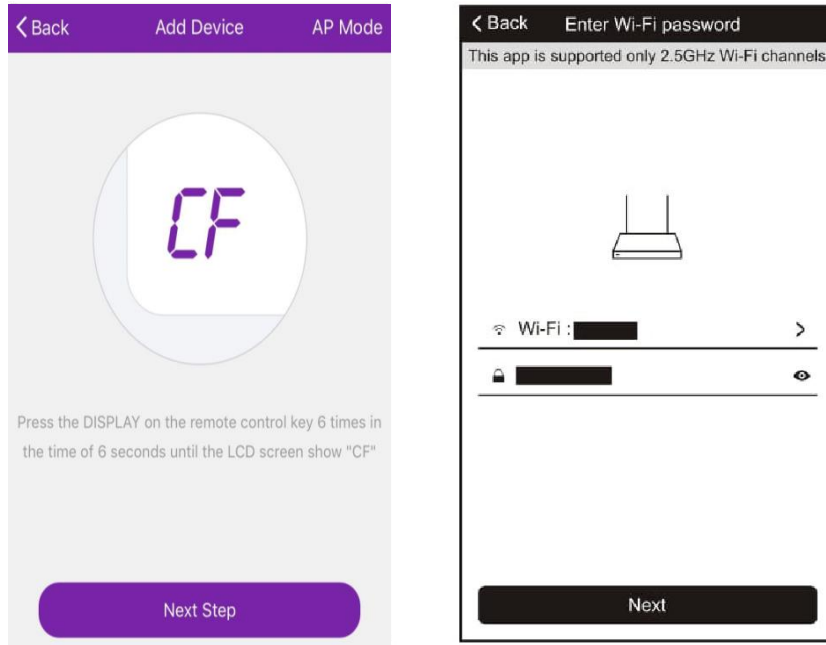 Back Add Device AP Mode
CF
Press the DISPLAY on the remote control key 6 times in
the time of 6 seconds until the LCD screen show "CF"
Next Step
Back Enter Wi-Fi password
This app is supported only 2.5GHz Wi-Fi channels
Wi-Fi :
Next